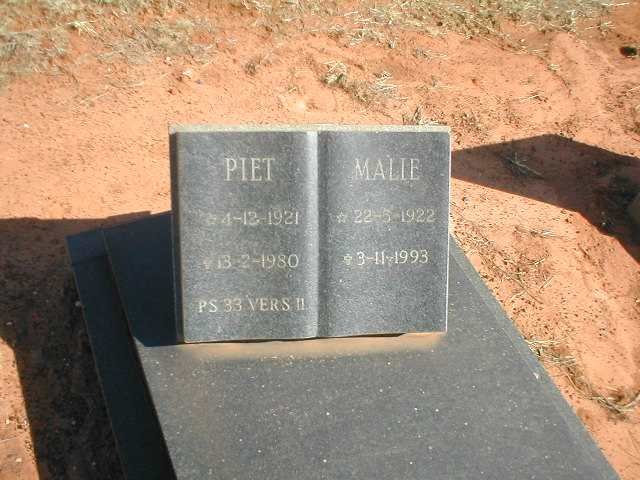 PIET
☆ 4-12-1921
13-2-1980
PS 33 VERS 11
MALIE
☆ 22-5-1922
3-11-1993